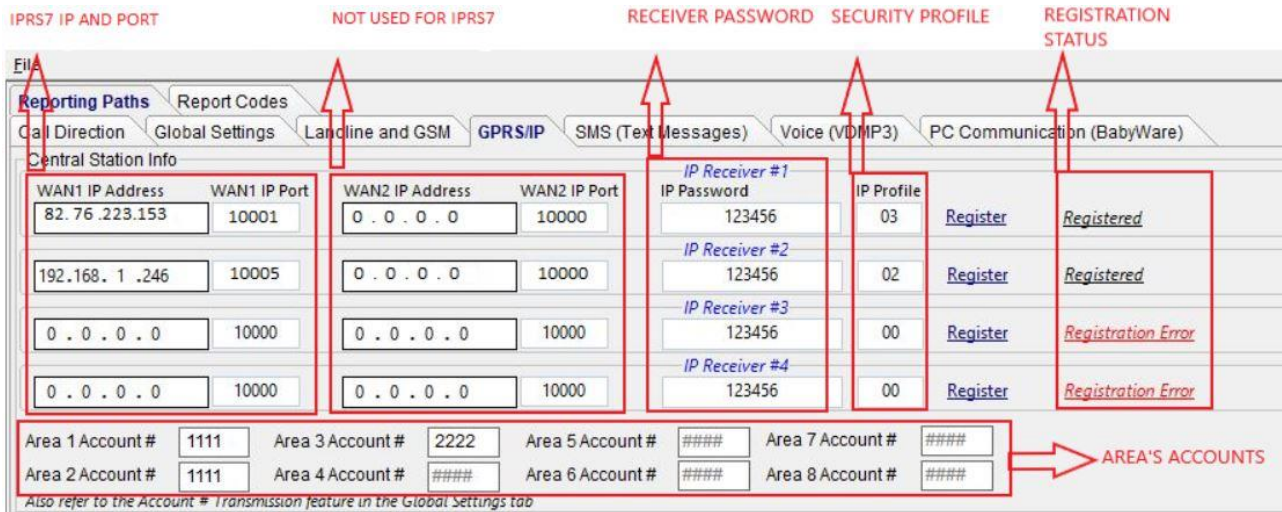 IPRS7 IP AND PORT
NOT USED FOR IPRS7
RECEIVER PASSWORD
SECURITY PROFILE
REGISTRATION
STATUS
File
Reporting Paths Report Codes
Call Direction Global Settings Landline and GSM GPRS/IP SMS (Text Messages) Voice (VDMP3) PC Communication (BabyWare)
Central Station Info
IP Receiver #1
WAN1 IP Address WAN1 IP Port WAN2 IP Address WAN2 IP Port IP Password IP Profile
82. 76 .223.153 10001 0 . 0 . 0 . 0 10000 123456 03 Register Registered
IP Receiver #2
192.168. 1 .246 10005 0 . 0 . 0 . 0 10000 123456 02 Register Registered
IP Receiver #3
0 . 0 . 0 . 0 10000 0 . 0 . 0 . 0 10000 123456 00 Register Registration Error
IP Receiver #4
0 . 0 . 0 . 0 10000 0 . 0 . 0 . 0 10000 123456 00 Register Registration Error
Area 1 Account # 1111 Area 3 Account # 2222 Area 5 Account # #### Area 7 Account # ####
Area 2 Account # 1111 Area 4 Account # #### Area 6 Account # #### Area 8 Account # ####
AREA'S ACCOUNTS
Also refer to the Account # Transmission feature in the Global Settings tab